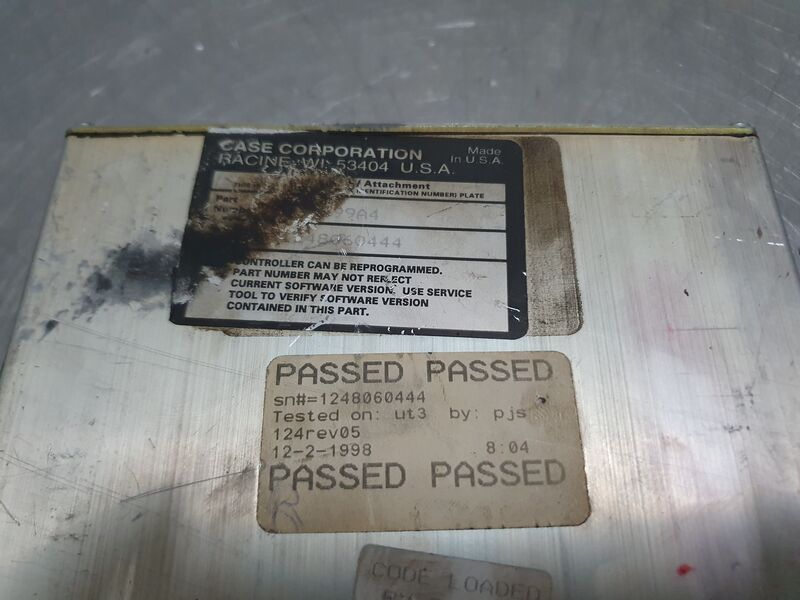 CASE CORPORATION
RACINE, WI 53404 U.S.A.
Made
In U.S.A.
/ Attachment
IDENTIFICATION NUMBER) PLATE
Part
99A4
48060444
CONTROLLER CAN BE REPROGRAMMED.
PART NUMBER MAY NOT REFLECT
CURRENT SOFTWARE VERSION. USE SERVICE
TOOL TO VERIFY SOFTWARE VERSION
CONTAINED IN THIS PART.
PASSED PASSED
sn#=1248060444
Tested on: ut3 by: pjs
124rev05
12-2-1998 8:04
PASSED PASSED
CODE LOADED